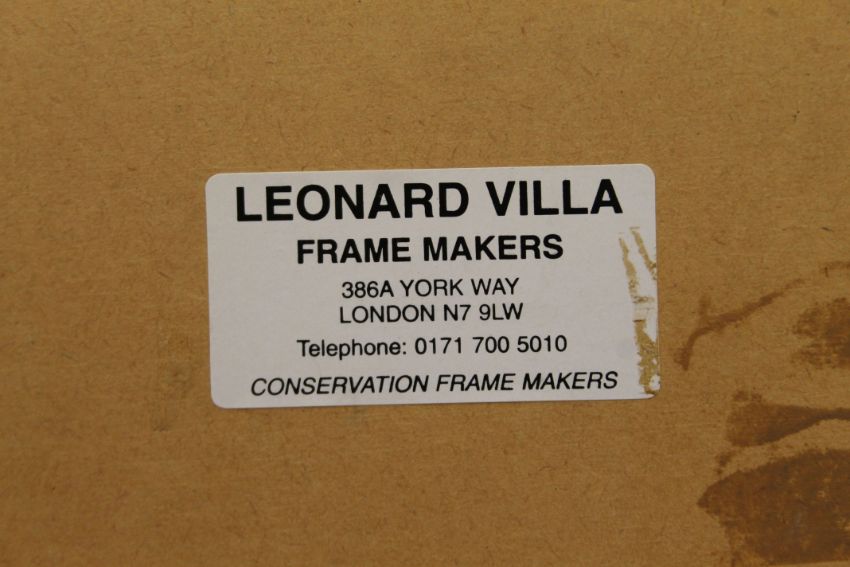 LEONARD VILLA
FRAME MAKERS
386A YORK WAY
LONDON N7 9LW
Telephone: 0171 700 5010
CONSERVATION FRAME MAKERS